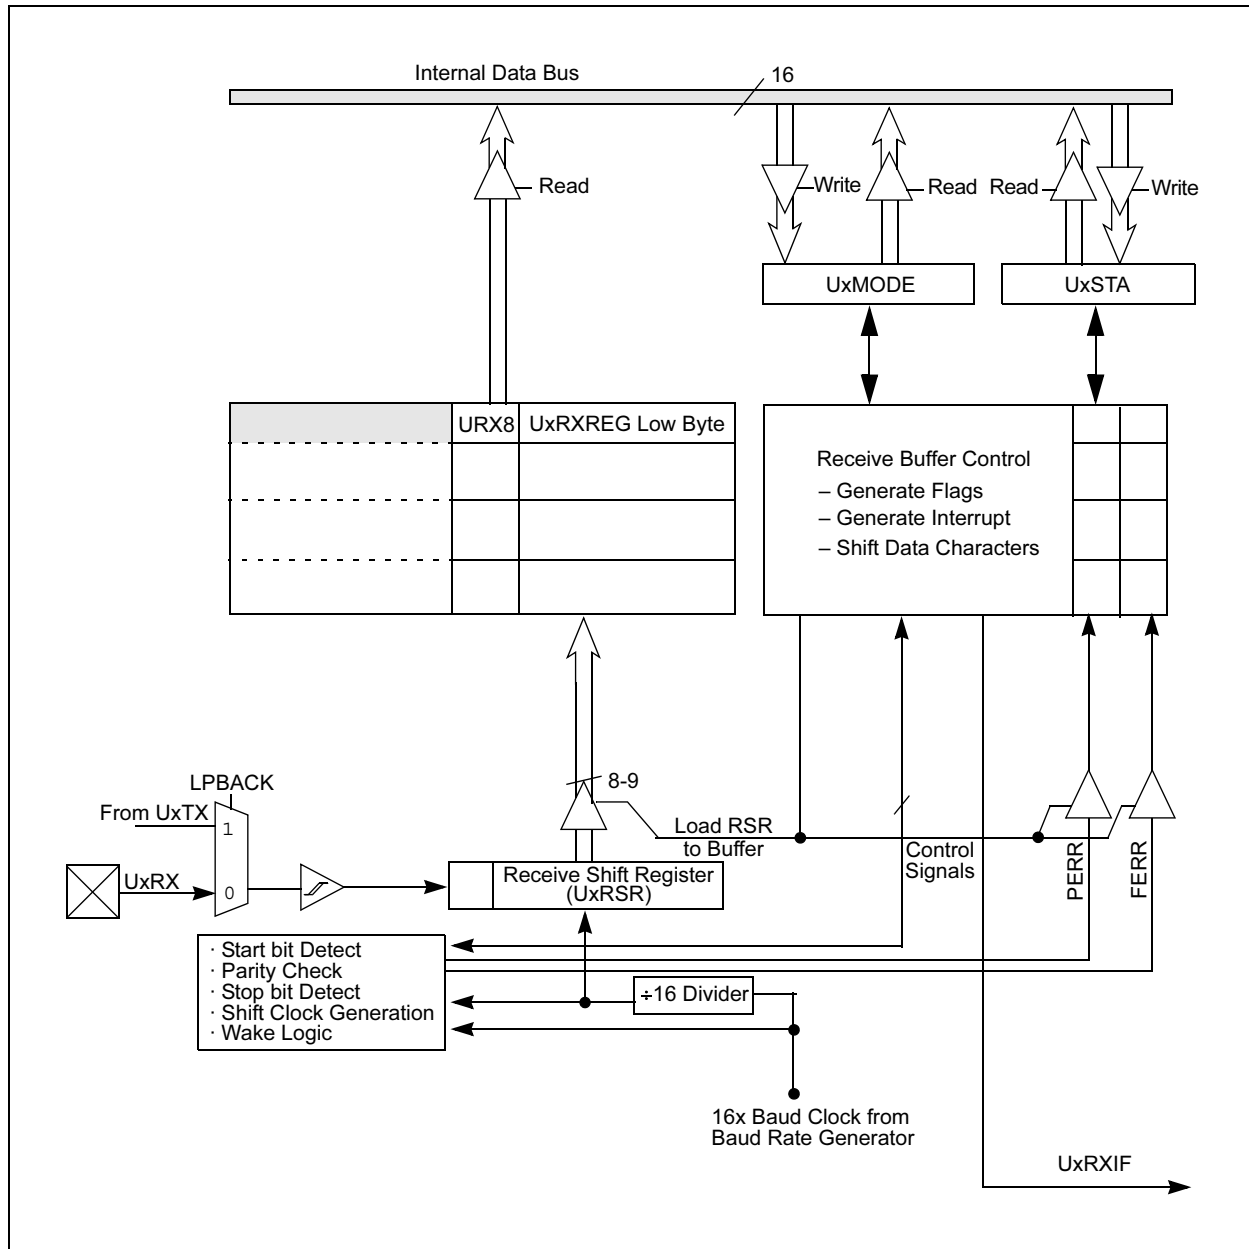 Internal Data Bus
16
Read
Write
Read
Read
Write
UxMODE
UxSTA
URX8
UxRXREG Low Byte
Receive Buffer Control
– Generate Flags
– Generate Interrupt
– Shift Data Characters
LPBACK
From UxTX
1
UxRX
0
8-9
Load RSR
to Buffer
Control
Signals
PERR
FERR
Receive Shift Register
(UxRSR)
· Start bit Detect
· Parity Check
· Stop bit Detect
· Shift Clock Generation
· Wake Logic
÷16 Divider
16x Baud Clock from
Baud Rate Generator
UxRXIF